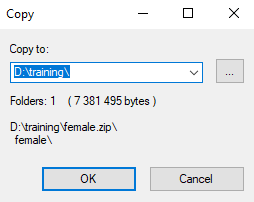 Copy
Copy to:
D:\training\
...
Folders: 1 ( 7 381 495 bytes )
D:\training\female.zip\
female\
OK Cancel